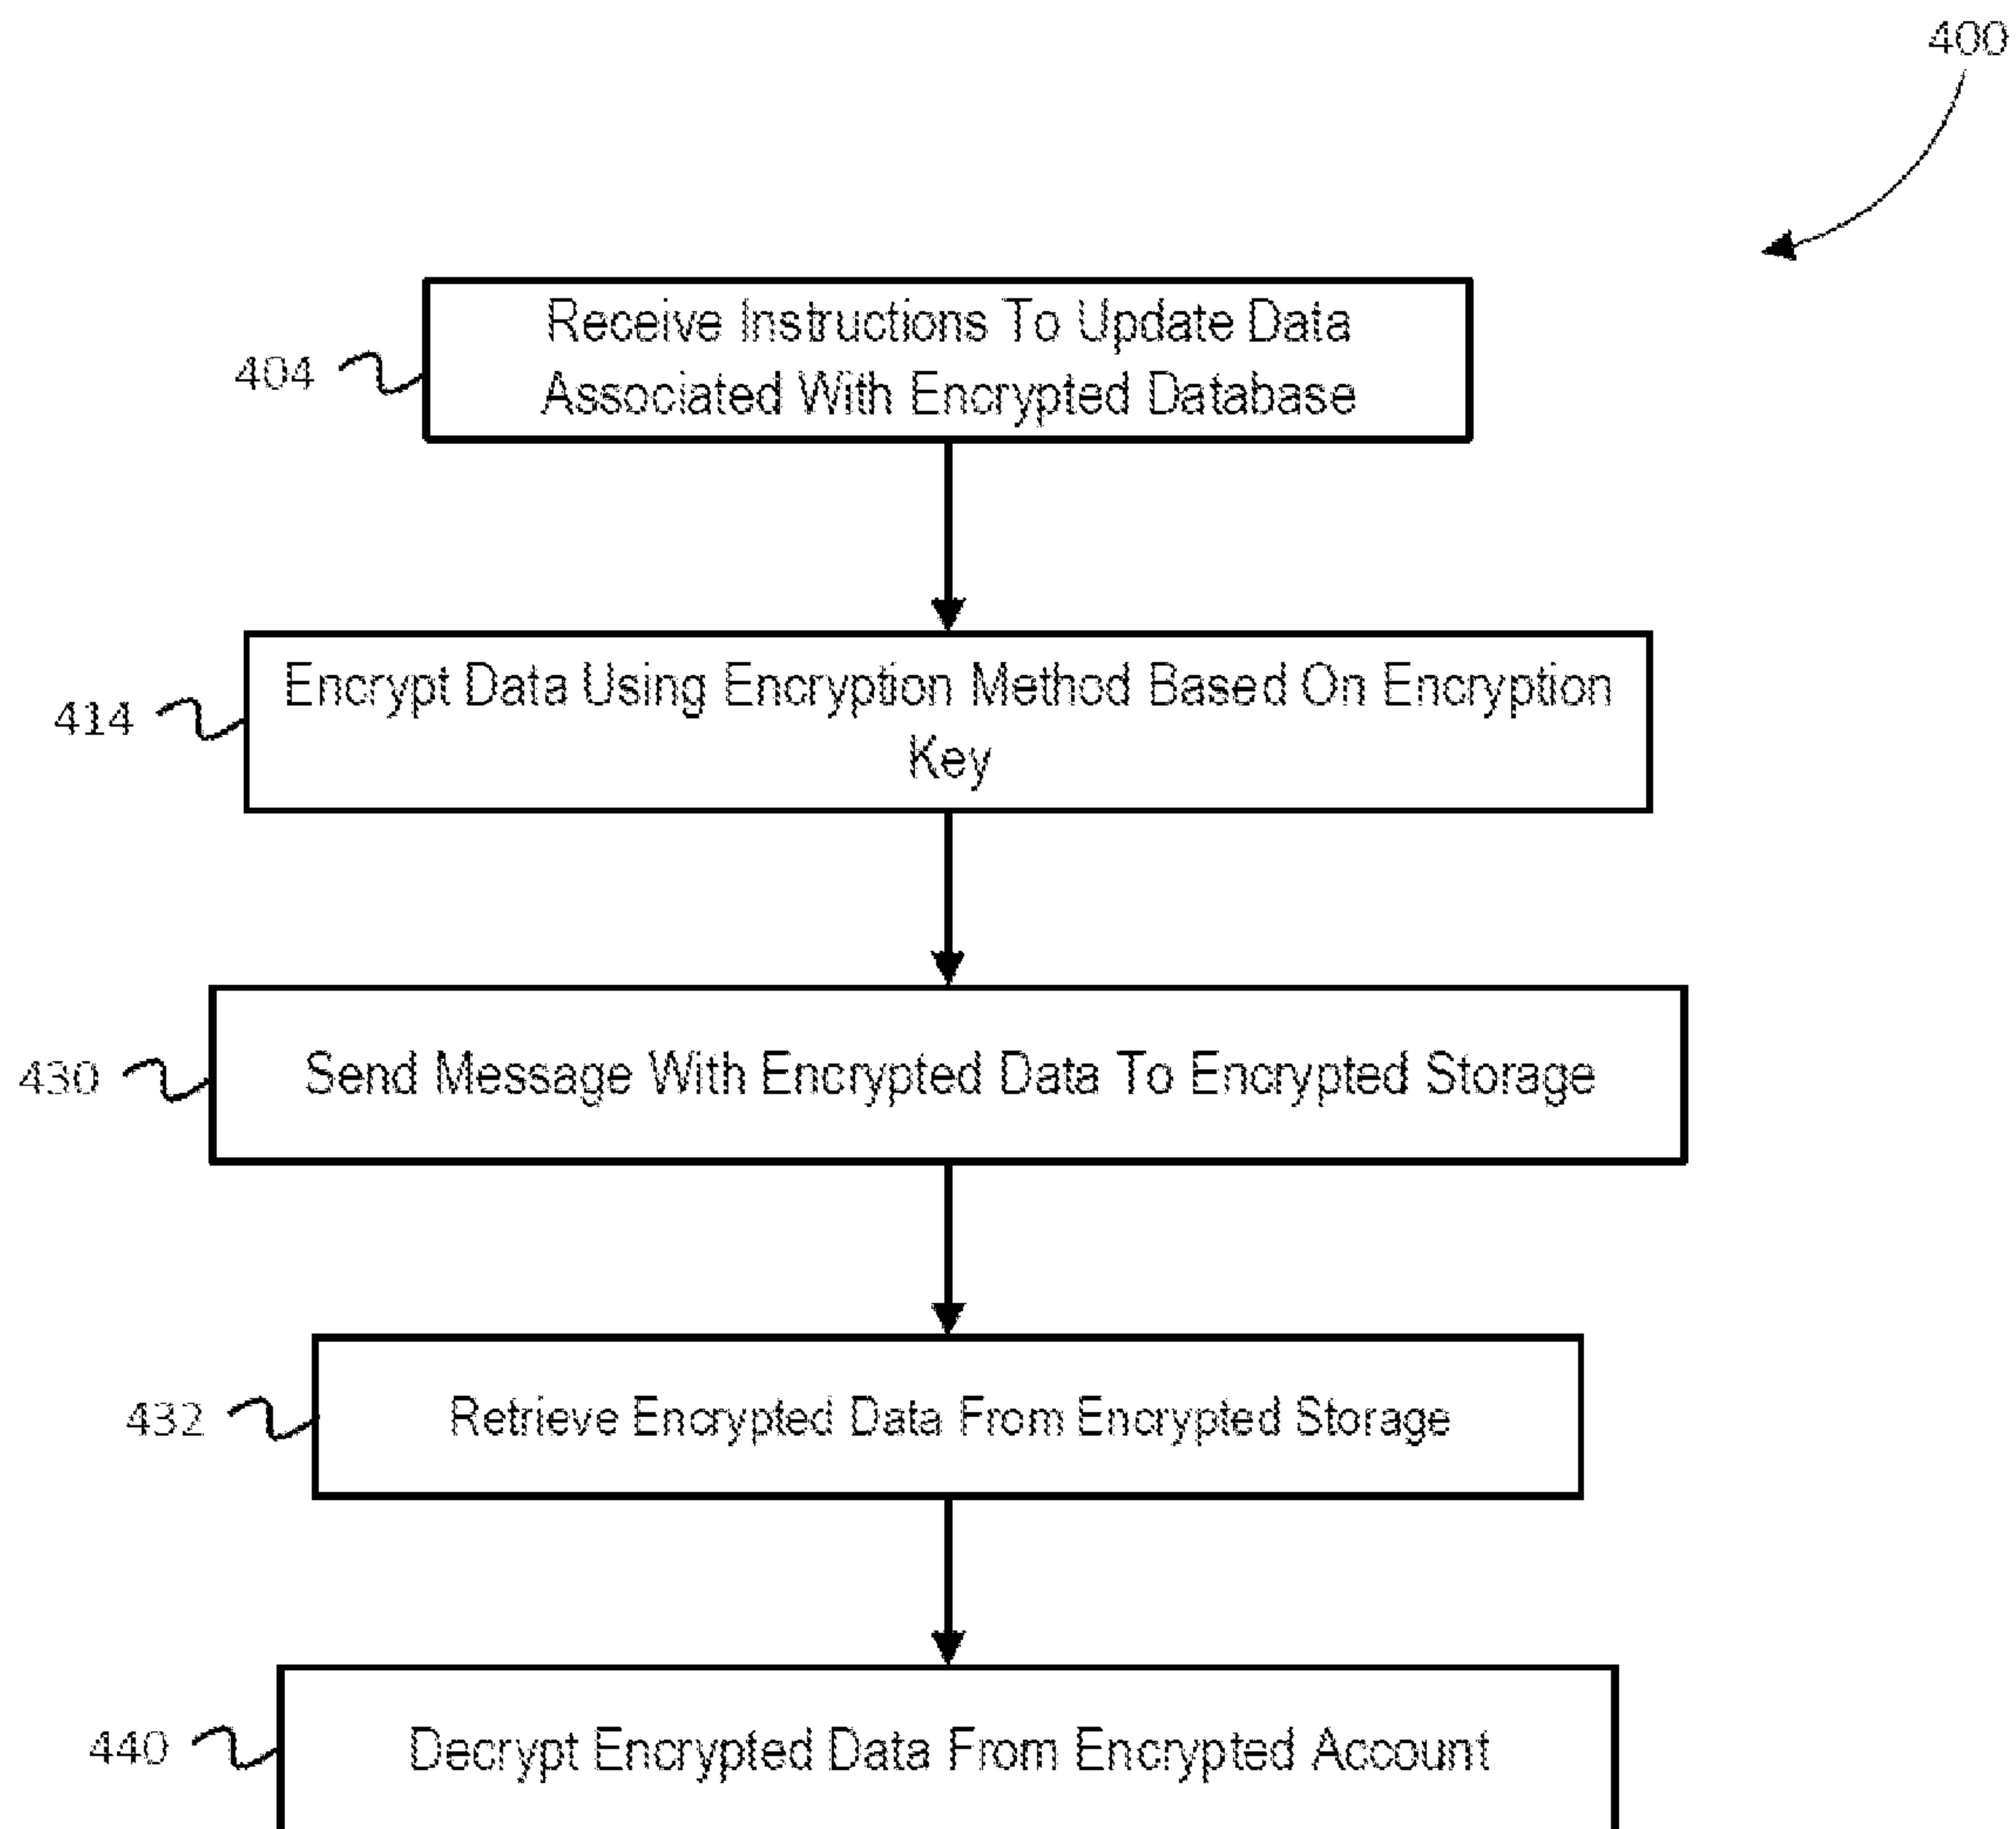 400
Receive Instructions To Update Data
Associated With Encrypted Database
404
Encrypt Data Using Encryption Method Based On Encryption
Key
414
Send Message With Encrypted Data To Encrypted Storage
430
Retrieve Encrypted Data From Encrypted Storage
432
Decrypt Encrypted Data From Encrypted Account
440